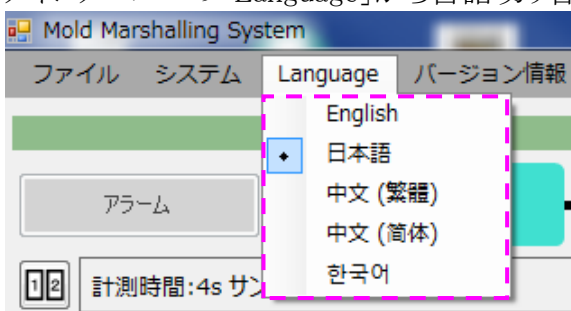 Mold Marshalling System
ファイル システム Language バージョン情報
English
日本語
中文 (繁體)
中文 (简体)
한국어
アラーム
12 計測時間:4s サン